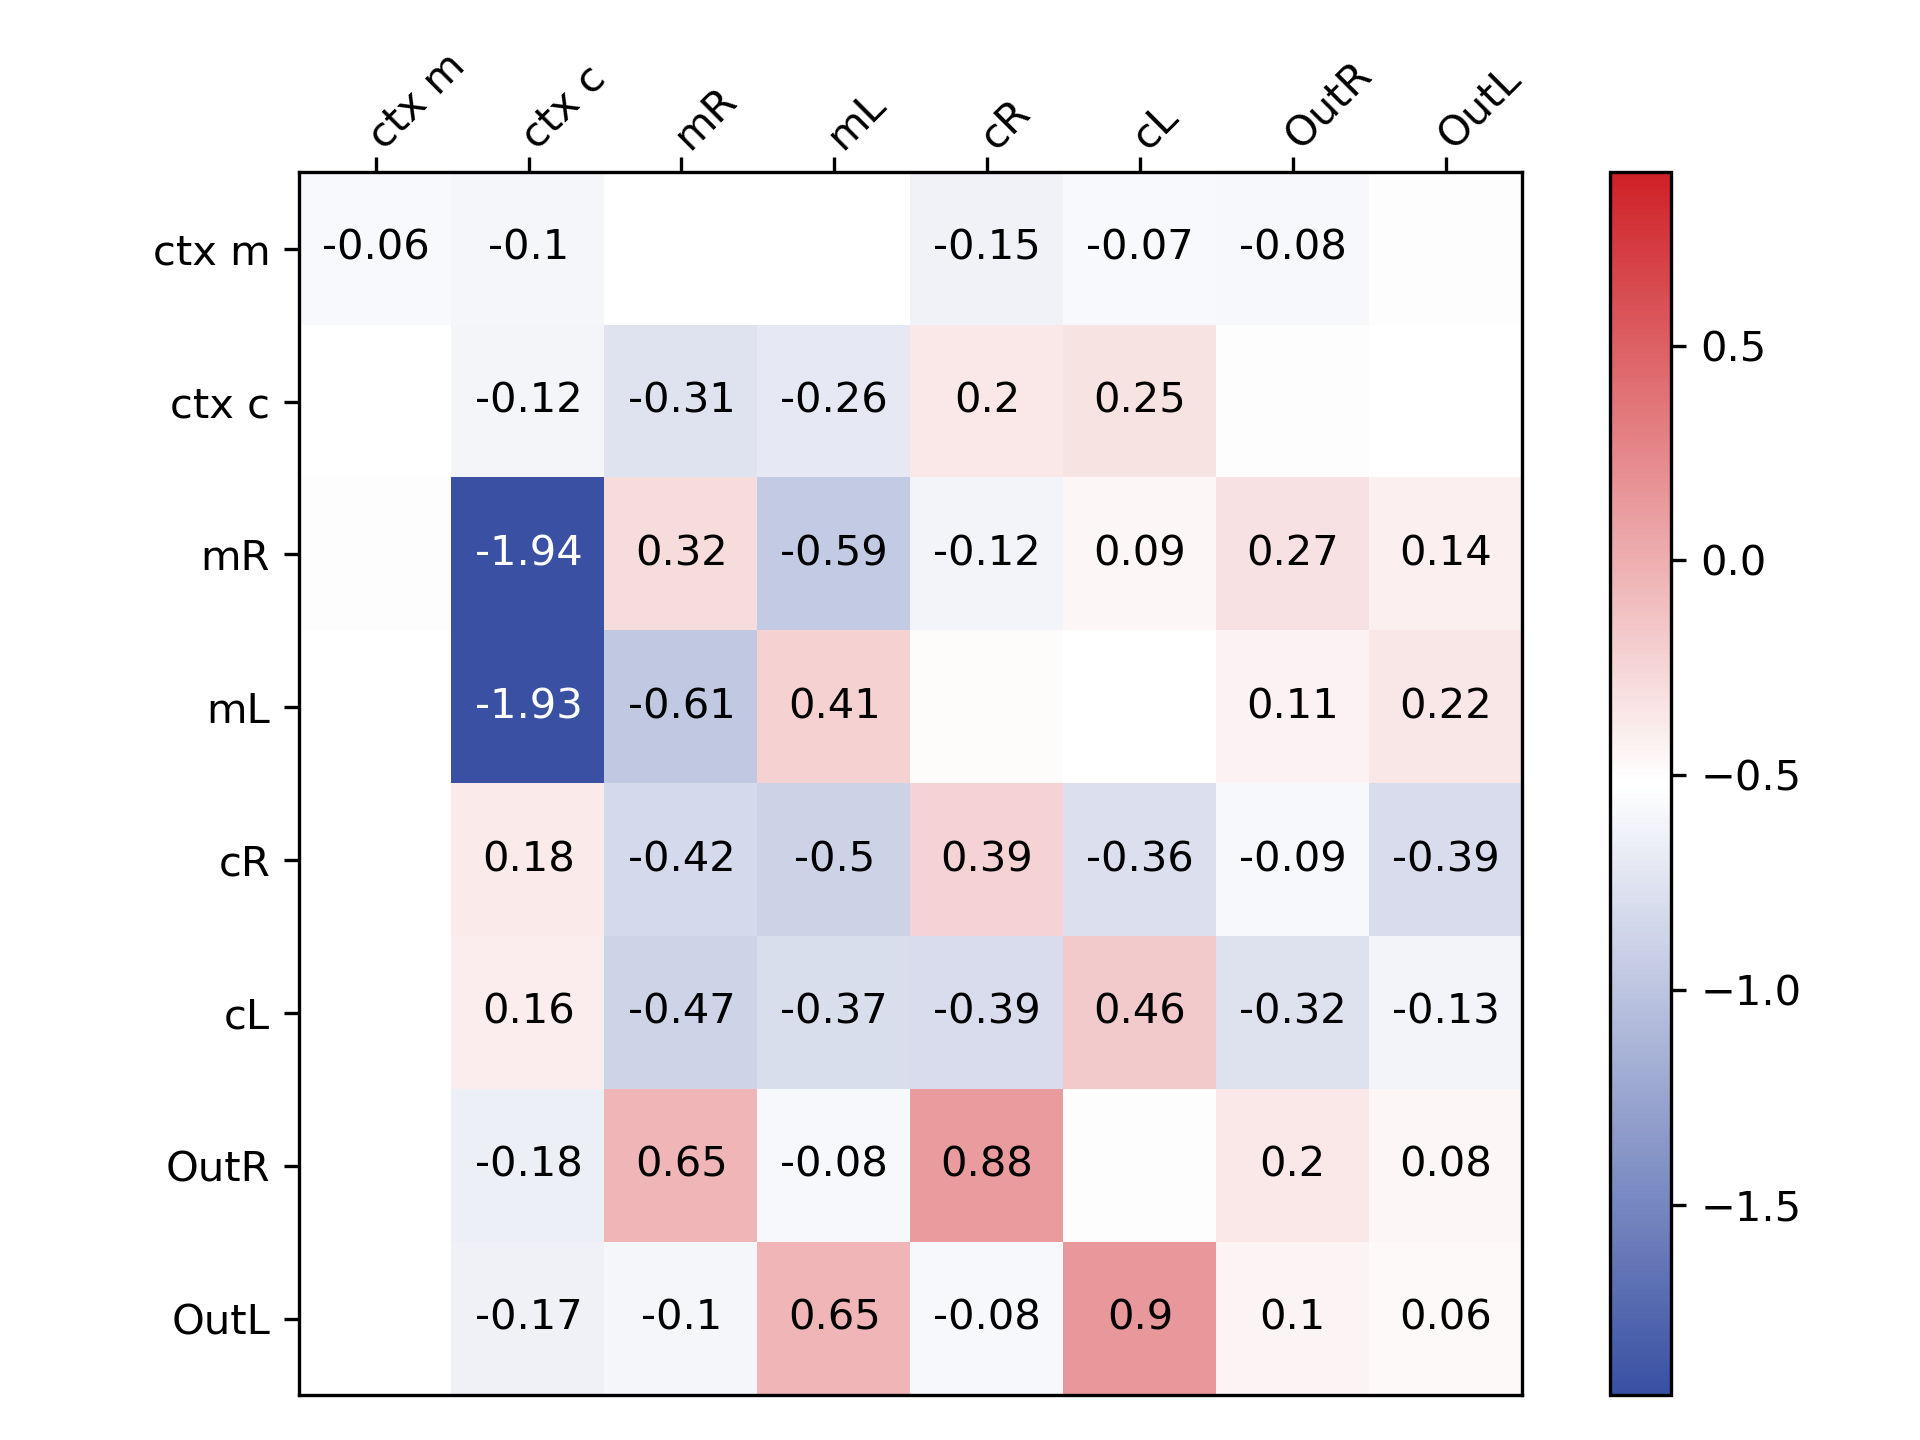 ctx m ctx c mR mL cR cL OutR OutL
ctx m -0.06 -0.1 -0.15 -0.07 -0.08
ctx c -0.12 -0.31 -0.26 0.2 0.25
mR -1.94 0.32 -0.59 -0.12 0.09 0.27 0.14
mL -1.93 -0.61 0.41 0.11 0.22
cR 0.18 -0.42 -0.5 0.39 -0.36 -0.09 -0.39
cL 0.16 -0.47 -0.37 -0.39 0.46 -0.32 -0.13
OutR -0.18 0.65 -0.08 0.88 0.2 0.08
OutL -0.17 -0.1 0.65 -0.08 0.9 0.1 0.06
0.5
0.0
−0.5
−1.0
−1.5